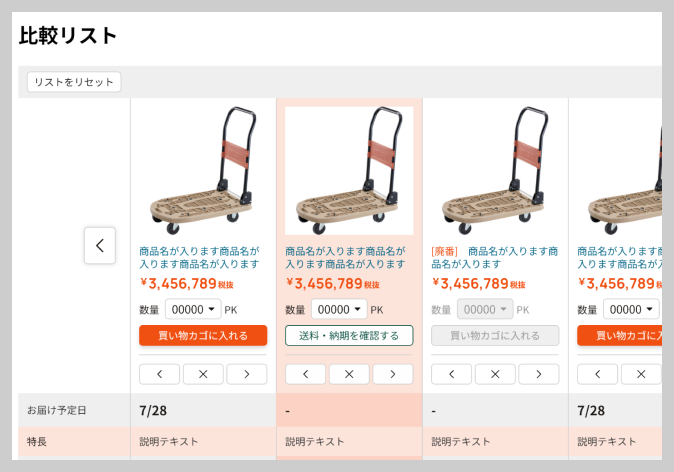 比較リスト
リストをリセット
商品名が入ります商品名が
入ります商品名が入ります
¥3,456,789税抜
数量 00000 PK
買い物カゴに入れる
商品名が入ります商品名が
入ります商品名が入ります
¥3,456,789税抜
数量 00000 PK
送料・納期を確認する
[廃番] 商品名が入ります商
品名が入ります
¥3,456,789税抜
数量 00000 PK
買い物カゴに入れる
商品名が入ります商
入ります商品名が入
¥3,456,789
数量 00000
買い物カゴに入
お届け予定日 7/28 - - 7/28
特長 説明テキスト 説明テキスト 説明テキスト 説明テキスト